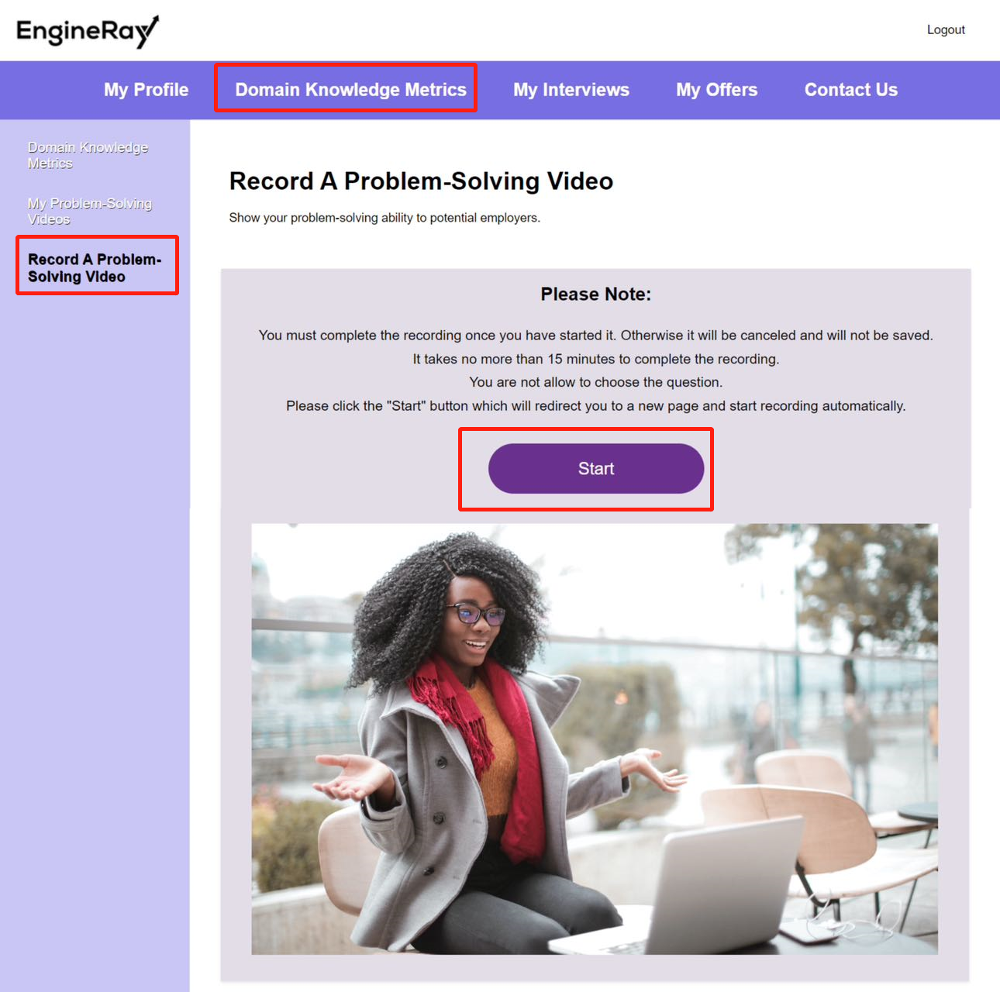 EngineRay
Logout
My Profile
Domain Knowledge Metrics
My Interviews
My Offers
Contact Us
Domain Knowledge
Metrics
My Problem-Solving
Videos
Record A Problem-
Solving Video
Record A Problem-Solving Video
Show your problem-solving ability to potential employers.
Please Note:
You must complete the recording once you have started it. Otherwise it will be canceled and will not be saved.
It takes no more than 15 minutes to complete the recording.
You are not allow to choose the question.
Please click the "Start" button which will redirect you to a new page and start recording automatically.
Start